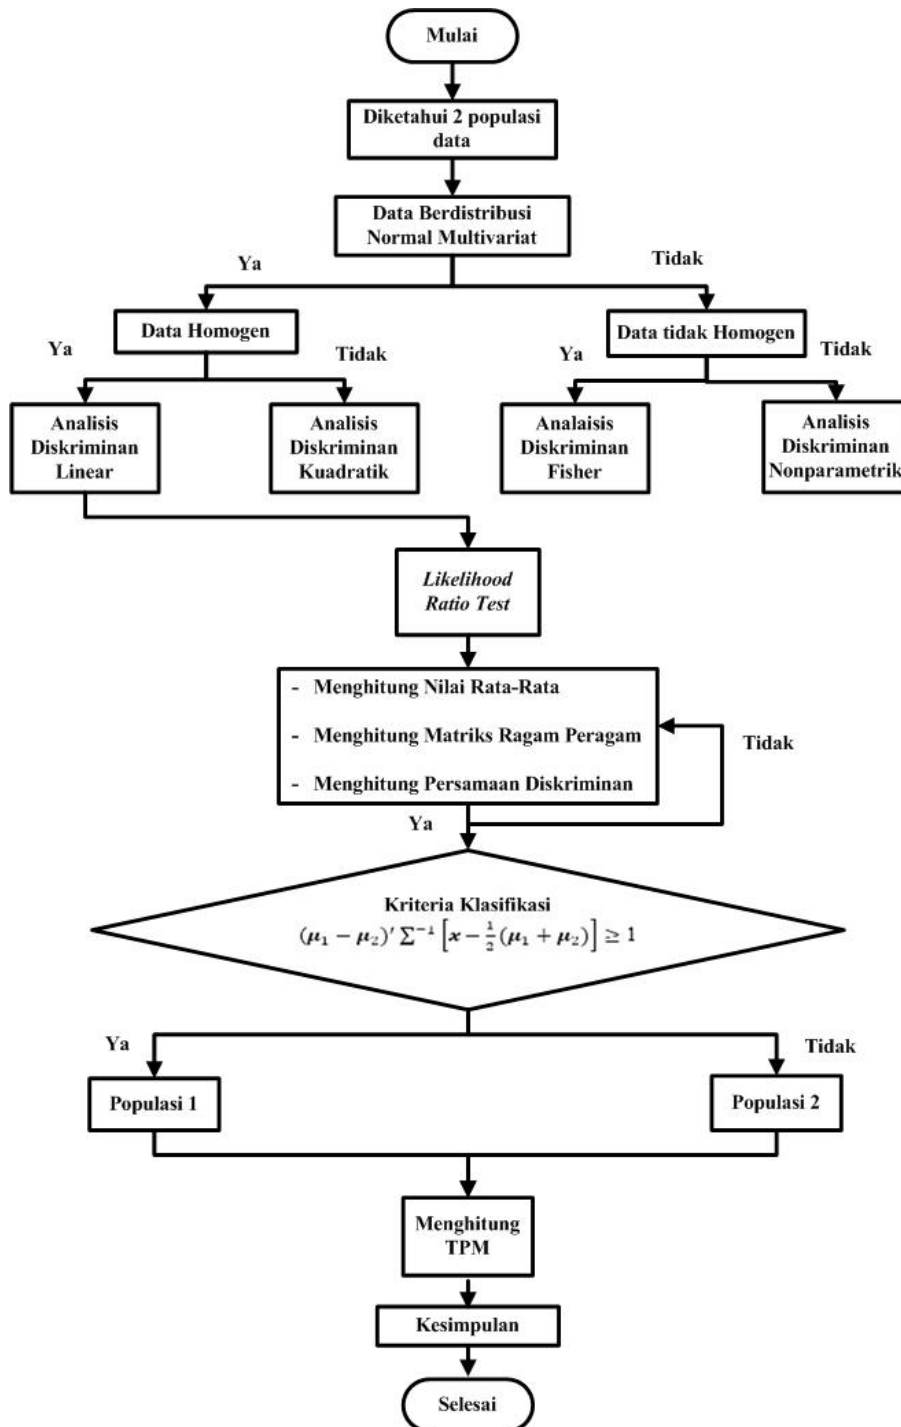 Mulai
Diketahui 2 populasi
data
Data Berdistribusi
Normal Multivariat
Ya
Tidak
Data Homogen
Data tidak Homogen
Ya
Tidak
Ya
Tidak
Analisis
Diskriminan
Linear
Analisis
Diskriminan
Kuadratik
Analaisis
Diskriminan
Fisher
Analisis
Diskriminan
Nonparametrik
Likelihood
Ratio Test
- Menghitung Nilai Rata-Rata
- Menghitung Matriks Ragam Peragam
- Menghitung Persamaan Diskriminan
Tidak
Ya
Kriteria Klasifikasi
(μ₁ − μ₂)′ Σ⁻¹ [x − ½ (μ₁ + μ₂)] ≥ 1
Ya
Tidak
Populasi 1
Populasi 2
Menghitung
TPM
Kesimpulan
Selesai